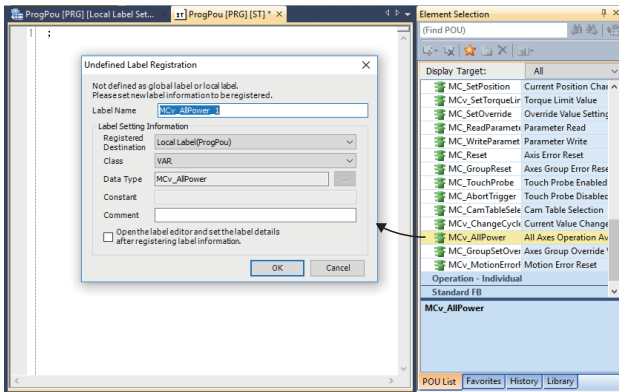 ProgPou [PRG] [Local Label Set...
ProgPou [PRG] [ST] *
Element Selection
(Find POU)
1
;
Undefined Label Registration
Not defined as global label or local label.
Please set new label information to be registered.
Label Name
MCv_AllPower_1
Label Setting Information
Registered
Destination
Local Label(ProgPou)
Class
VAR
Data Type
MCv_AllPower
...
Constant
Comment
Open the label editor and set the label details
after registering label information.
OK
Cancel
Display Target:
All
MC_SetPosition Current Position Chan
MCv_SetTorqueLim Torque Limit Value
MC_SetOverride Override Value Setting
MC_ReadParamete Parameter Read
MC_WriteParamet Parameter Write
MC_Reset Axis Error Reset
MC_GroupReset Axes Group Error Rese
MC_TouchProbe Touch Probe Enabled
MC_AbortTrigger Touch Probe Disabled
MC_CamTableSele Cam Table Selection
MCv_ChangeCycle Current Value Change
MCv_AllPower All Axes Operation Av
MC_GroupSetOver Axes Group Override
MCv_MotionErrorR Motion Error Reset
Operation - Individual
Standard FB
MCv_AllPower
POU List
Favorites
History
Library